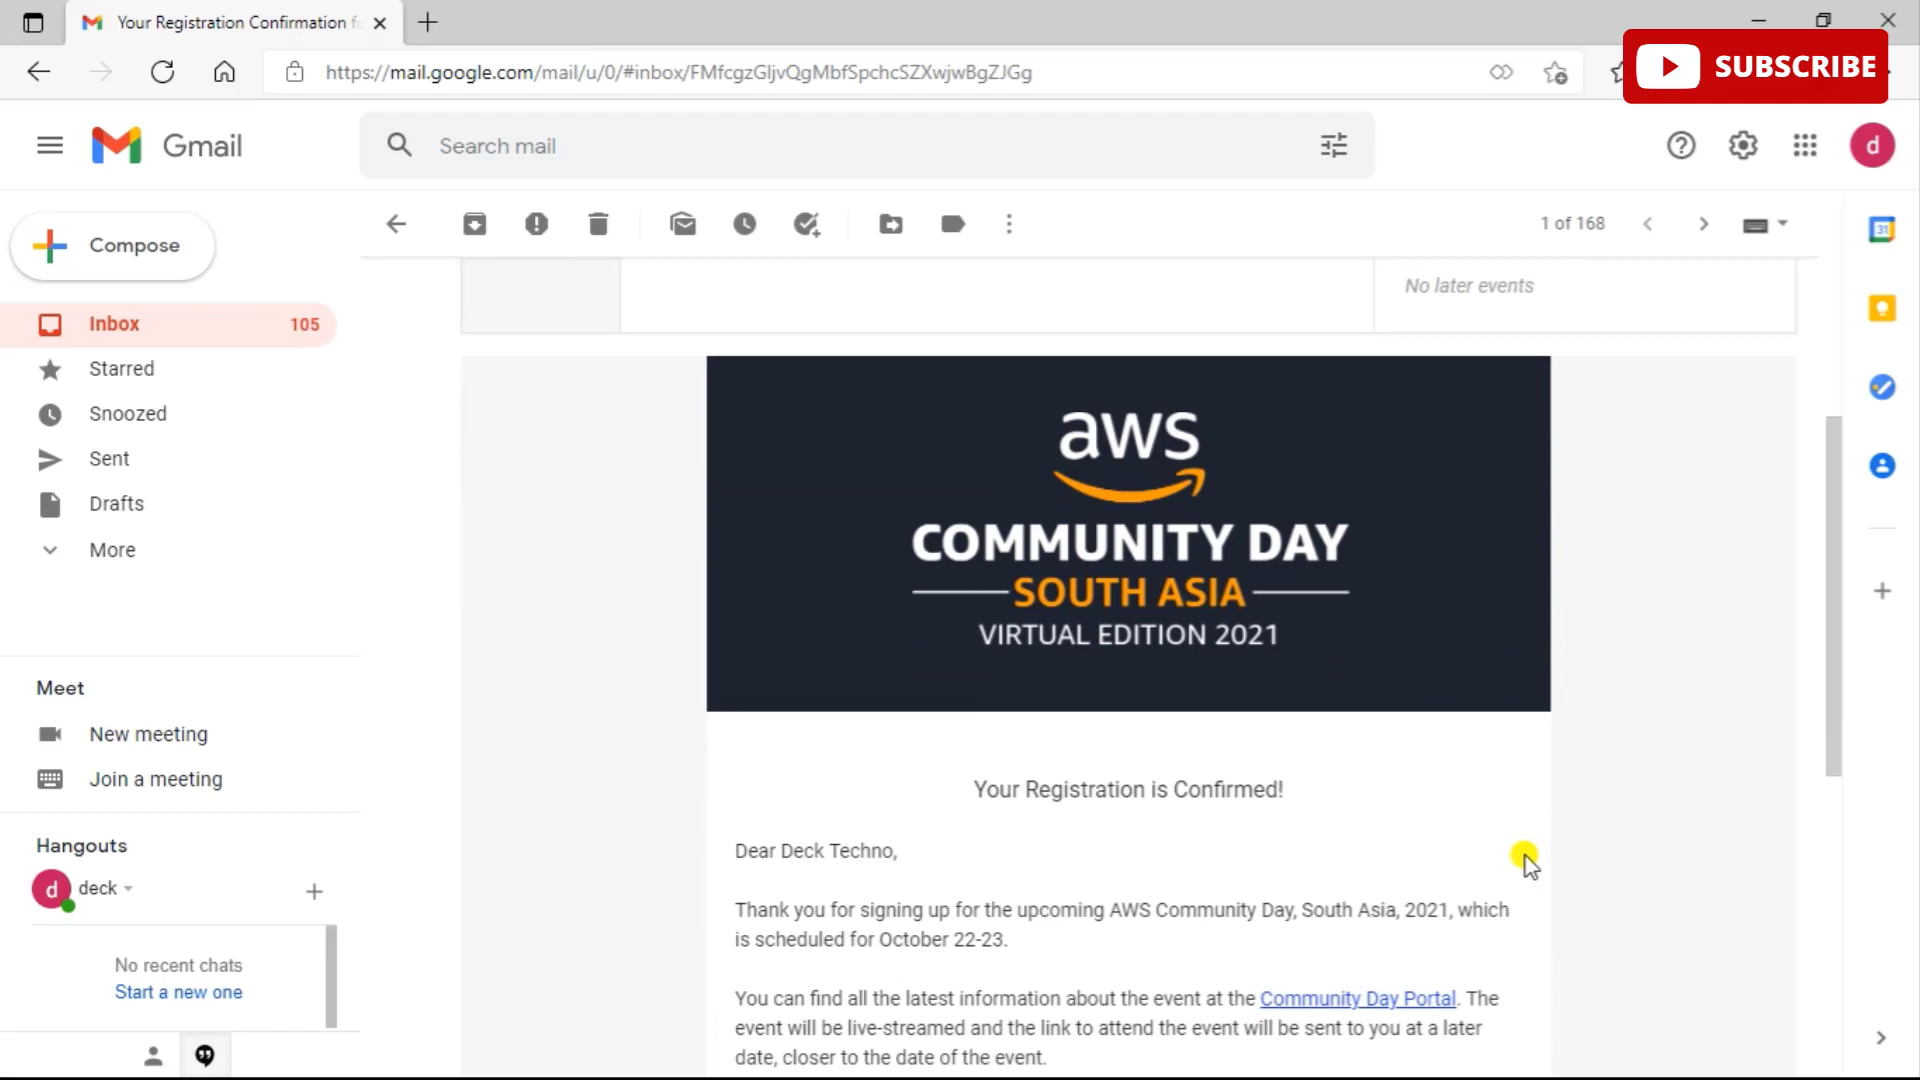 Your Registration Confirmation f
SUBSCRIBE
https://mail.google.com/mail/u/0/#inbox/FMfcgzGljvQgMbfSpchcSZXwjwBgZJGg
Gmail
Search mail
d
1 of 168
31
Compose
No later events
Inbox 105
Starred
Snoozed
Sent
Drafts
More
aws
COMMUNITY DAY
SOUTH ASIA
VIRTUAL EDITION 2021
Meet
New meeting
Join a meeting
Your Registration is Confirmed!
Hangouts
d deck
Dear Deck Techno,
Thank you for signing up for the upcoming AWS Community Day, South Asia, 2021, which
is scheduled for October 22-23.
No recent chats
Start a new one
You can find all the latest information about the event at the Community Day Portal. The
event will be live-streamed and the link to attend the event will be sent to you at a later
date, closer to the date of the event.